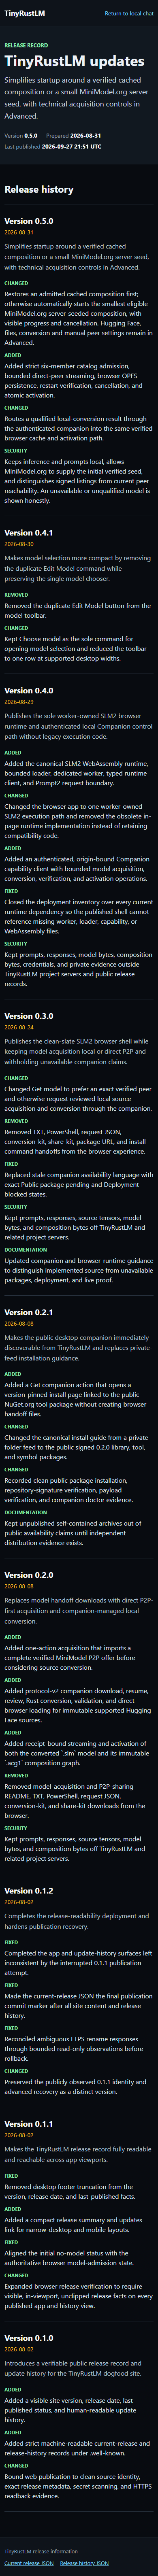 TinyRustLM
Return to local chat
RELEASE RECORD
TinyRustLM updates
Simplifies startup around a verified cached
composition or a small MiniModel.org server
seed, with technical acquisition controls in
Advanced.
Version 0.5.0 Prepared 2026-08-31
Last published 2026-09-27 21:51 UTC
Release history
Version 0.5.0
2026-08-31
Simplifies startup around a verified cached
composition or a small MiniModel.org server seed,
with technical acquisition controls in Advanced.
CHANGED
Restores an admitted cached composition first;
otherwise automatically starts the smallest eligible
MiniModel.org server-seeded composition, with
visible progress and cancellation. Hugging Face,
files, conversion and manual peer settings remain in
Advanced.
ADDED
Added strict six-member catalog admission,
bounded direct-peer streaming, browser OPFS
persistence, restart verification, cancellation, and
atomic activation.
CHANGED
Routes a qualified local-conversion result through
the authenticated companion into the same verified
browser cache and activation path.
SECURITY
Keeps inference and prompts local, allows
MiniModel.org to supply the initial verified seed,
and distinguishes signed listings from current peer
reachability. An unavailable or unqualified model is
shown honestly.
Version 0.4.1
2026-08-30
Makes model selection more compact by removing
the duplicate Edit Model command while
preserving the single model chooser.
REMOVED
Removed the duplicate Edit Model button from the
model toolbar.
CHANGED
Kept Choose Model as the sole command for
opening model selection and reduced the toolbar
to one row at supported desktop widths.
Version 0.4.0
2026-08-29
Publishes the sole worker-owned SLM2 browser
runtime and authenticated local Companion control
path without legacy execution code.
ADDED
Added the canonical SLM2 WebAssembly runtime,
bounded loader, dedicated worker, typed runtime
client, and Prompt2 request boundary.
CHANGED
Changed the browser app to one worker-owned
SLM2 execution path and removed the obsolete in-
page runtime implementation instead of retaining
compatibility code.
ADDED
Added an authenticated, origin-bound Companion
capability client with bounded model acquisition,
conversion, verification, and activation operations.
FIXED
Closed the deployment inventory over every current
runtime dependency so the published shell cannot
reference missing worker, loader, capability, or
WebAssembly files.
SECURITY
Kept prompts, responses, model bytes, composition
bytes, credentials, and private evidence outside
TinyRustLM project servers and public release
records.
Version 0.3.0
2026-08-24
Publishes the clean-slate SLM2 browser shell while
keeping model acquisition local or direct P2P and
withholding unavailable companion claims.
CHANGED
Changed Get model to prefer an exact verified peer
and otherwise request reviewed local source
acquisition and conversion through the companion.
REMOVED
Removed TXT, PowerShell, request JSON,
conversion-kit, share-kit, package URL, and install-
command handoffs from the browser experience.
FIXED
Replaced stale companion availability language with
exact Public package pending and Deployment
blocked states.
SECURITY
Kept prompts, responses, source tensors, model
bytes, and composition bytes off TinyRustLM and
related project servers.
DOCUMENTATION
Updated companion and browser-runtime guidance
to distinguish implemented source from unavailable
packages, deployment, and live proof.
Version 0.2.1
2026-08-08
Makes the public desktop companion immediately
discoverable from TinyRustLM and replaces private-
feed installation guidance.
ADDED
Added a Get companion action that opens a
version-pinned install page linked to the public
NuGet.org tool package without creating browser
handoff files.
CHANGED
Changed the canonical install guide from a private
folder feed to the public signed 0.2.0 library, tool,
and symbol packages.
CHANGED
Recorded clean public package installation,
repository-signature verification, payload
verification, and companion doctor evidence.
DOCUMENTATION
Kept unpublished self-contained archives out of
public availability claims until independent
distribution evidence exists.
Version 0.2.0
2026-08-08
Replaces model handoff downloads with direct P2P-
first acquisition and companion-managed local
conversion.
ADDED
Added one-action acquisition that imports a
complete verified MiniModel P2P offer before
considering source conversion.
ADDED
Added protocol-v2 companion download, resume,
review, Rust conversion, validation, and direct
browser loading for immutable supported Hugging
Face sources.
ADDED
Added receipt-bound streaming and activation of
both the converted `.slm` model and its immutable
`.acg1` composition graph.
REMOVED
Removed model-acquisition and P2P-sharing
README, TXT, PowerShell, request JSON,
conversion-kit, and share-kit downloads from the
browser.
SECURITY
Kept prompts, responses, source tensors, model
bytes, and composition bytes off TinyRustLM and
related project servers.
Version 0.1.2
2026-08-02
Completes the release-readability deployment and
hardens publication recovery.
FIXED
Completed the app and update-history surfaces left
inconsistent by the interrupted 0.1.1 publication
attempt.
FIXED
Made the current-release JSON the final publication
commit marker after all site content and release
history.
FIXED
Reconciled ambiguous FTPS rename responses
through bounded read-only observations before
rollback.
CHANGED
Preserved the publicly observed 0.1.1 identity and
advanced recovery as a distinct version.
Version 0.1.1
2026-08-02
Makes the TinyRustLM release record fully readable
and reachable across app viewports.
FIXED
Removed desktop footer truncation from the
version, release date, and last-published facts.
ADDED
Added a compact release summary and updates
link for narrow-desktop and mobile layouts.
FIXED
Aligned the initial no-model status with the
authoritative browser model-admission state.
CHANGED
Expanded browser release verification to require
visible, in-viewport, unclipped release facts on every
published app and history view.
Version 0.1.0
2026-08-02
Introduces a verifiable public release record and
update history for the TinyRustLM dogfood site.
ADDED
Added a visible site version, release date, last-
published status, and human-readable update
history.
ADDED
Added strict machine-readable current-release and
release-history records under .well-known.
CHANGED
Bound web publication to clean source identity,
exact release metadata, secret scanning, and HTTPS
readback evidence.
TinyRustLM release information
Current release JSON Release history JSON